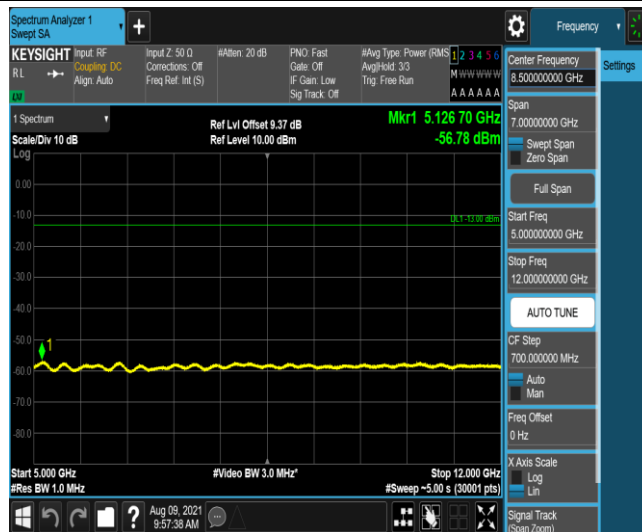 Spectrum Analyzer 1
Swept SA
+
Frequency
KEYSIGHT
RL
LXI
Input: RF
Coupling: DC
Align: Auto
Input Z: 50 Ω
Corrections: Off
Freq Ref: Int (S)
#Atten: 20 dB
PNO: Fast
Gate: Off
IF Gain: Low
Sig Track: Off
#Avg Type: Power (RMS
Avg|Hold: 3/3
Trig: Free Run
1 2 3 4 5 6
M W W W W W
A A A A A A
1 Spectrum
Scale/Div 10 dB
Log
Ref Lvl Offset 9.37 dB
Ref Level 10.00 dBm
Mkr1 5.126 70 GHz
-56.78 dBm
0.00
-10.0
DL1 -13.00 dBm
-20.0
-30.0
-40.0
-50.0
1
-60.0
-70.0
-80.0
Start 5.000 GHz
#Res BW 1.0 MHz
#Video BW 3.0 MHz*
Stop 12.000 GHz
#Sweep ~5.00 s (30001 pts)
Center Frequency
8.500000000 GHz
Settings
Span
7.00000000 GHz
Swept Span
Zero Span
Full Span
Start Freq
5.000000000 GHz
Stop Freq
12.000000000 GHz
AUTO TUNE
CF Step
700.000000 MHz
Auto
Man
Freq Offset
0 Hz
X Axis Scale
Log
Lin
Signal Track
(Span Zoom)
?
Aug 09, 2021
9:57:38 AM